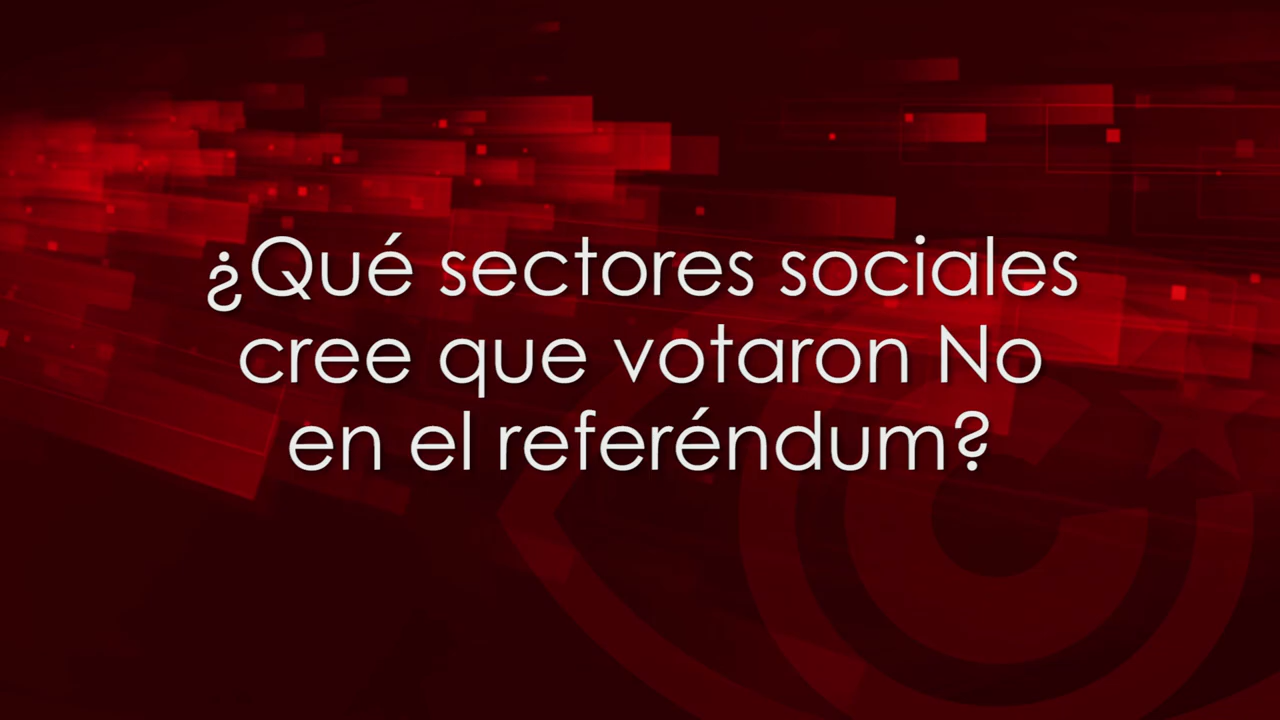 ¿Qué sectores sociales
cree que votaron No
en el referéndum?